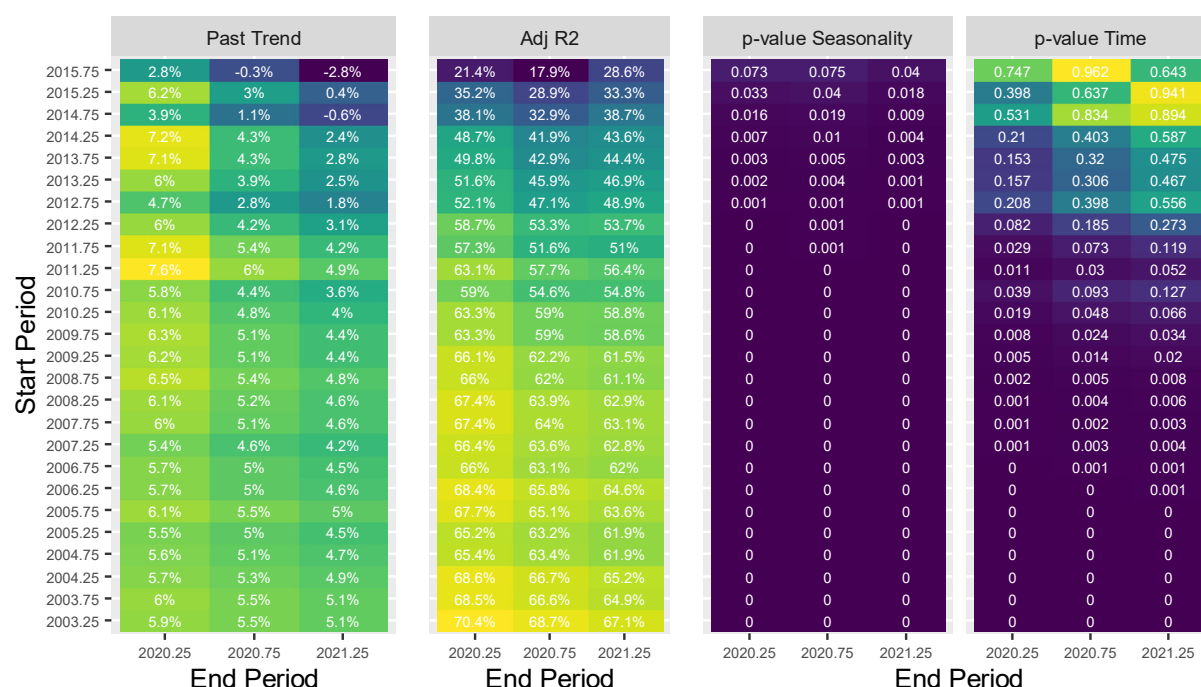 Past Trend Adj R2 p-value Seasonality p-value Time
2015.75 2.8% -0.3% -2.8% 21.4% 17.9% 28.6% 0.073 0.075 0.04 0.747 0.962 0.643
2015.25 6.2% 3% 0.4% 35.2% 28.9% 33.3% 0.033 0.04 0.018 0.398 0.637 0.941
2014.75 3.9% 1.1% -0.6% 38.1% 32.9% 38.7% 0.016 0.019 0.009 0.531 0.834 0.894
2014.25 7.2% 4.3% 2.4% 48.7% 41.9% 43.6% 0.007 0.01 0.004 0.21 0.403 0.587
2013.75 7.1% 4.3% 2.8% 49.8% 42.9% 44.4% 0.003 0.005 0.003 0.153 0.32 0.475
2013.25 6% 3.9% 2.5% 51.6% 45.9% 46.9% 0.002 0.004 0.001 0.157 0.306 0.467
2012.75 4.7% 2.8% 1.8% 52.1% 47.1% 48.9% 0.001 0.001 0.001 0.208 0.398 0.556
2012.25 6% 4.2% 3.1% 58.7% 53.3% 53.7% 0 0.001 0 0.082 0.185 0.273
2011.75 7.1% 5.4% 4.2% 57.3% 51.6% 51% 0 0.001 0 0.029 0.073 0.119
2011.25 7.6% 6% 4.9% 63.1% 57.7% 56.4% 0 0 0 0.011 0.03 0.052
2010.75 5.8% 4.4% 3.6% 59% 54.6% 54.8% 0 0 0 0.039 0.093 0.127
2010.25 6.1% 4.8% 4% 63.3% 59% 58.8% 0 0 0 0.019 0.048 0.066
2009.75 6.3% 5.1% 4.4% 63.3% 59% 58.6% 0 0 0 0.008 0.024 0.034
2009.25 6.2% 5.1% 4.4% 66.1% 62.2% 61.5% 0 0 0 0.005 0.014 0.02
2008.75 6.5% 5.4% 4.8% 66% 62% 61.1% 0 0 0 0.002 0.005 0.008
2008.25 6.1% 5.2% 4.6% 67.4% 63.9% 62.9% 0 0 0 0.001 0.004 0.006
2007.75 6% 5.1% 4.6% 67.4% 64% 63.1% 0 0 0 0.001 0.002 0.003
2007.25 5.4% 4.6% 4.2% 66.4% 63.6% 62.8% 0 0 0 0.001 0.003 0.004
2006.75 5.7% 5% 4.5% 66% 63.1% 62% 0 0 0 0 0.001 0.001
2006.25 5.7% 5% 4.6% 68.4% 65.8% 64.6% 0 0 0 0 0 0.001
2005.75 6.1% 5.5% 5% 67.7% 65.1% 63.6% 0 0 0 0 0 0
2005.25 5.5% 5% 4.5% 65.2% 63.2% 61.9% 0 0 0 0 0 0
2004.75 5.6% 5.1% 4.7% 65.4% 63.4% 61.9% 0 0 0 0 0 0
2004.25 5.7% 5.3% 4.9% 68.6% 66.7% 65.2% 0 0 0 0 0 0
2003.75 6% 5.5% 5.1% 68.5% 66.6% 64.9% 0 0 0 0 0 0
2003.25 5.9% 5.5% 5.1% 70.4% 68.7% 67.1% 0 0 0 0 0 0
Start Period
2020.25 2020.75 2021.25 2020.25 2020.75 2021.25 2020.25 2020.75 2021.25 2020.25 2020.75 2021.25
End Period End Period End Period